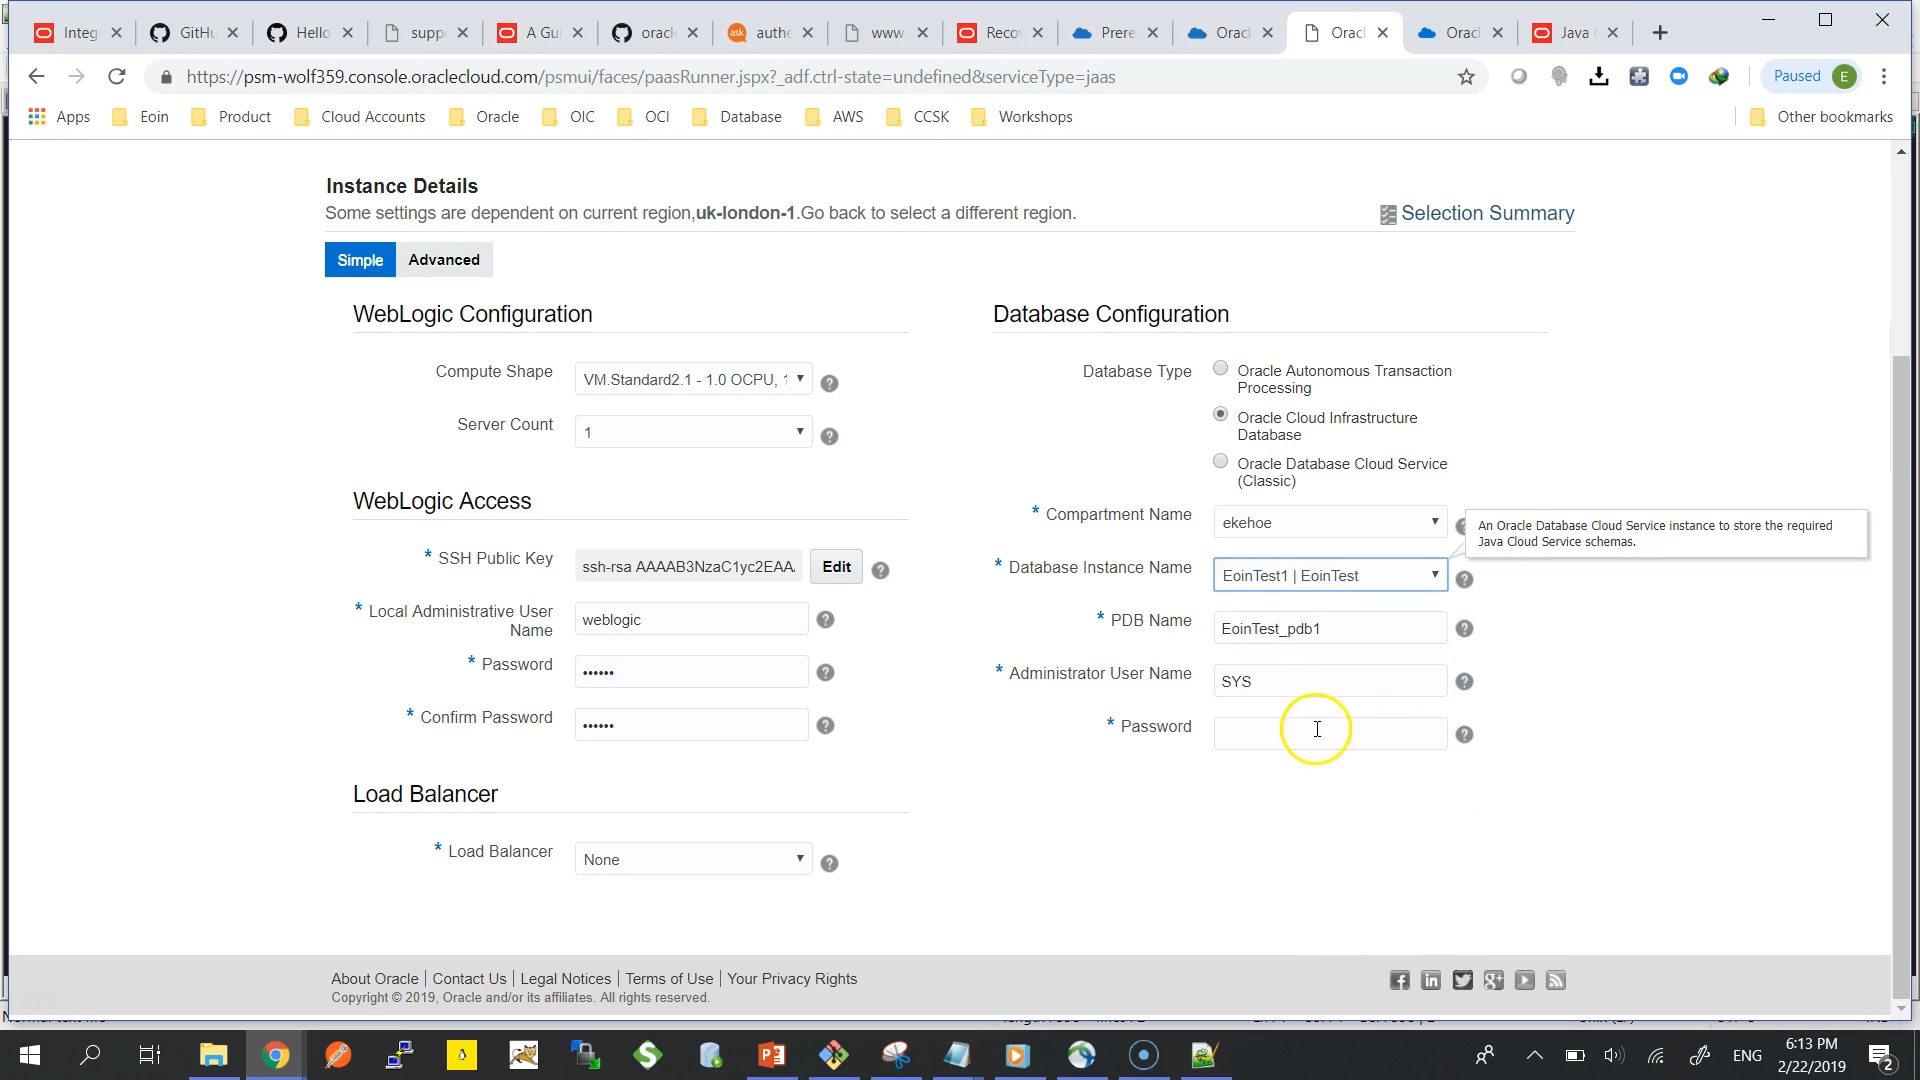 Integ
GitHu
Hello
supp
A Gui
oracl
ask
authe
www.
Reco
Prere
Oracl
Oracl
Oracl
Java
https://psm-wolf359.console.oraclecloud.com/psmui/faces/paasRunner.jspx?_adf.ctrl-state=undefined&serviceType=jaas
Paused
E
Apps
Eoin
Product
Cloud Accounts
Oracle
OIC
OCI
Database
AWS
CCSK
Workshops
Other bookmarks
Instance Details
Some settings are dependent on current region,uk-london-1.Go back to select a different region.
Selection Summary
Simple
Advanced
WebLogic Configuration
Compute Shape
VM.Standard2.1 - 1.0 OCPU, 1
Server Count
1
WebLogic Access
* SSH Public Key
ssh-rsa AAAAB3NzaC1yc2EAA
Edit
* Local Administrative User
Name
weblogic
* Password
* Confirm Password
Load Balancer
* Load Balancer
None
Database Configuration
Database Type
Oracle Autonomous Transaction
Processing
Oracle Cloud Infrastructure
Database
Oracle Database Cloud Service
(Classic)
* Compartment Name
ekehoe
An Oracle Database Cloud Service instance to store the required
Java Cloud Service schemas.
* Database Instance Name
EoinTest1 | EoinTest
* PDB Name
EoinTest_pdb1
* Administrator User Name
SYS
* Password
About Oracle | Contact Us | Legal Notices | Terms of Use | Your Privacy Rights
Copyright © 2019, Oracle and/or its affiliates. All rights reserved.
ENG
6:13 PM
2/22/2019
2